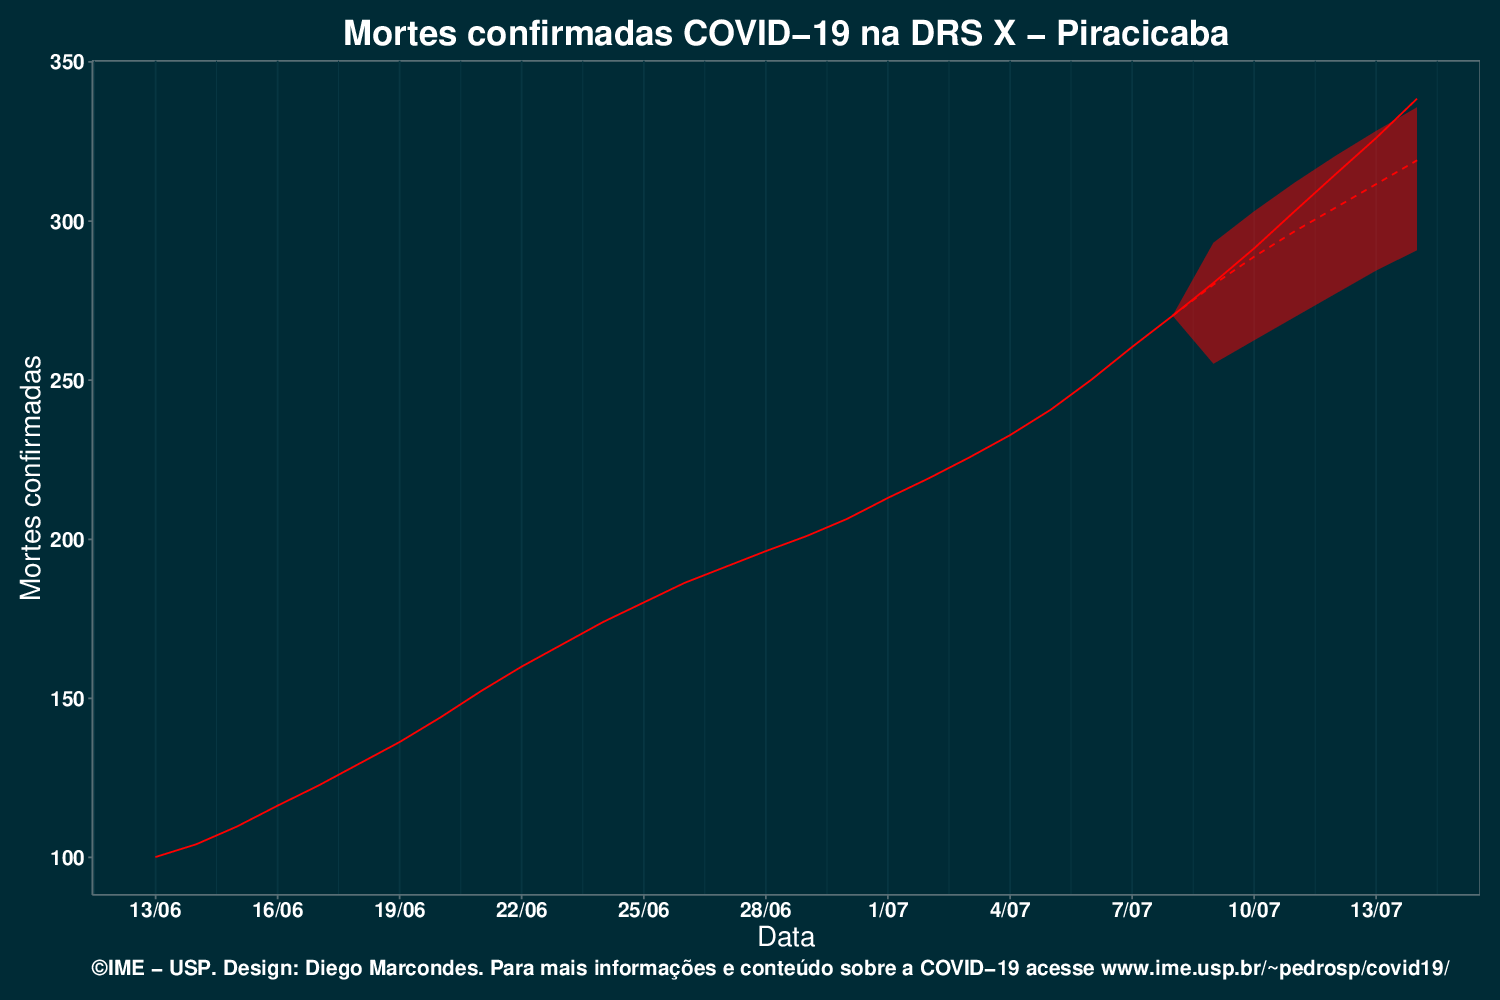 Mortes confirmadas COVID−19 na DRS X − Piracicaba
350
300
250
200
150
100
Mortes confirmadas
13/06 16/06 19/06 22/06 25/06 28/06 1/07 4/07 7/07 10/07 13/07
Data
©IME − USP. Design: Diego Marcondes. Para mais informações e conteúdo sobre a COVID−19 acesse www.ime.usp.br/~pedrosp/covid19/